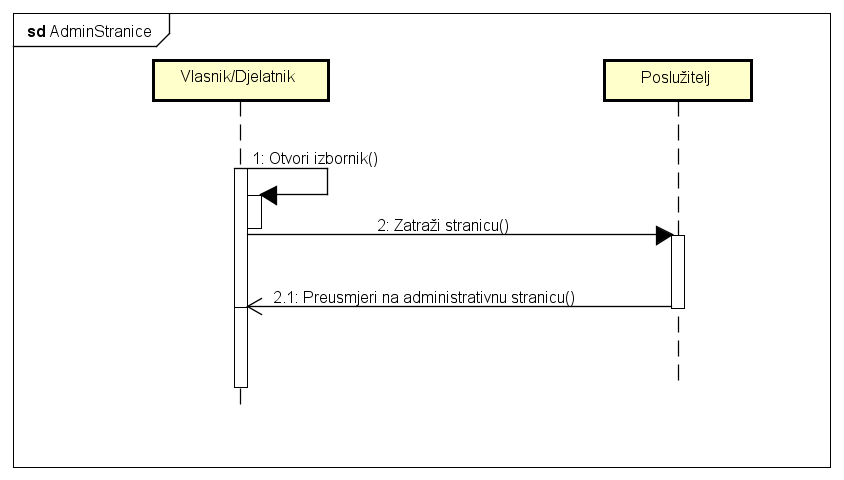 sd AdminStranice
Vlasnik/Djelatnik
Poslužitelj
1: Otvori izbornik()
2: Zatraži stranicu()
2.1: Preusmjeri na administrativnu stranicu()